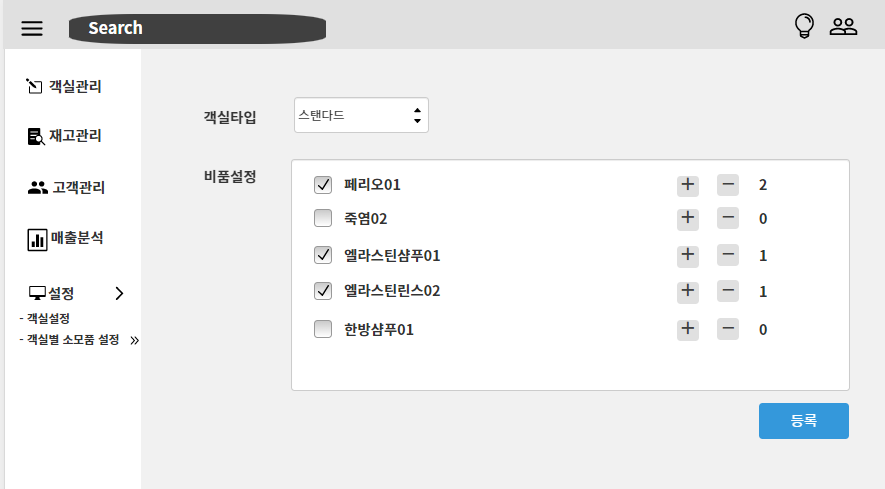 Search
객실관리
재고관리
고객관리
매출분석
설정
- 객실설정
- 객실별 소모품 설정
객실타입
스탠다드
비품설정
페리오01 + − 2
죽염02 + − 0
엘라스틴샴푸01 + − 1
엘라스틴린스02 + − 1
한방샴푸01 + − 0
등록